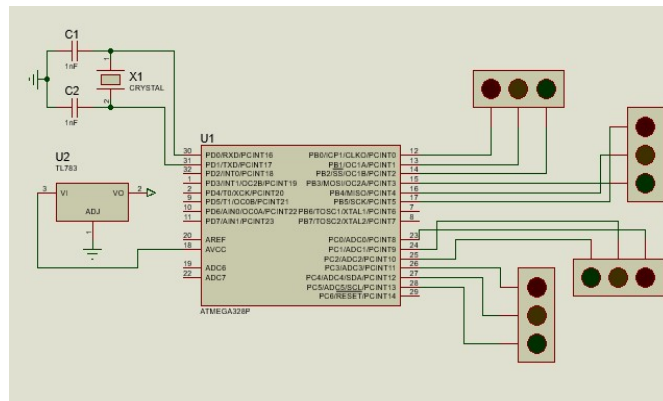 C1
1nF
1
2
X1
CRYSTAL
C2
1nF
U2
TL783
3
VI
VO
2
ADJ
1
U1
30
PD0/RXD/PCINT16
31
PD1/TXD/PCINT17
32
PD2/INT0/PCINT18
1
PD3/INT1/OC2B/PCINT19
2
PD4/T0/XCK/PCINT20
9
PD5/T1/OC0B/PCINT21
10
PD6/AIN0/OC0A/PCINT22
11
PD7/AIN1/PCINT23
20
AREF
18
AVCC
19
ADC6
22
ADC7
PB0/ICP1/CLKO/PCINT0
12
PB1/OC1A/PCINT1
13
PB2/SS/OC1B/PCINT2
14
PB3/MOSI/OC2A/PCINT3
15
PB4/MISO/PCINT4
16
PB5/SCK/PCINT5
17
PB6/TOSC1/XTAL1/PCINT6
7
PB7/TOSC2/XTAL2/PCINT7
8
PC0/ADC0/PCINT8
23
PC1/ADC1/PCINT9
24
PC2/ADC2/PCINT10
25
PC3/ADC3/PCINT11
26
PC4/ADC4/SDA/PCINT12
27
PC5/ADC5/SCL/PCINT13
28
PC6/RESET/PCINT14
29
ATMEGA328P